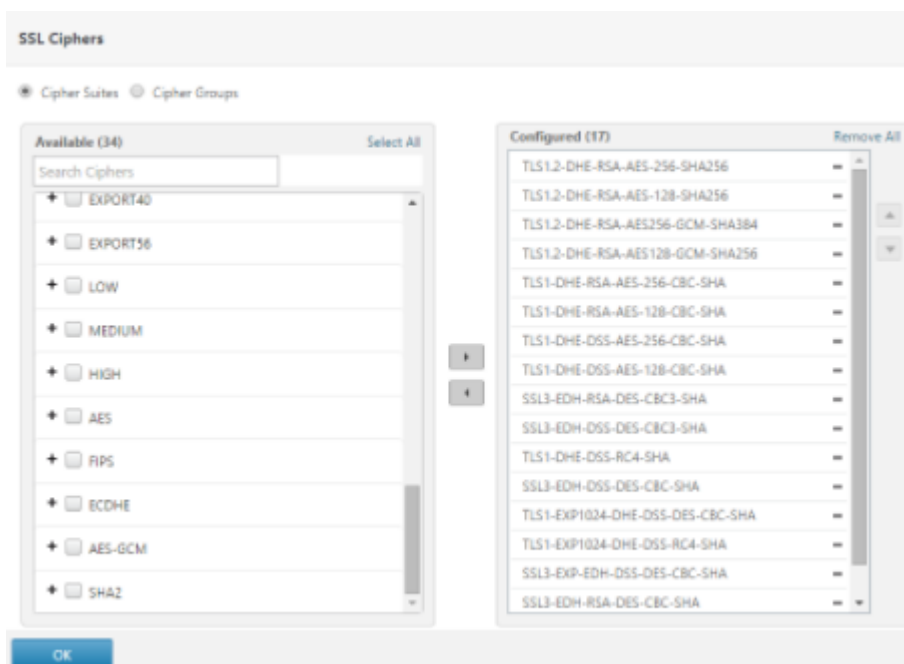 SSL Ciphers
Cipher Suites Cipher Groups
Available (34) Select All
Search Ciphers
EXPORT40
EXPORT56
LOW
MEDIUM
HIGH
AES
FIPS
ECDHE
AES-GCM
SHA2
Configured (17) Remove All
TLS1.2-DHE-RSA-AES-256-SHA256
TLS1.2-DHE-RSA-AES-128-SHA256
TLS1.2-DHE-RSA-AES256-GCM-SHA384
TLS1.2-DHE-RSA-AES128-GCM-SHA256
TLS1-DHE-RSA-AES-256-CBC-SHA
TLS1-DHE-RSA-AES-128-CBC-SHA
TLS1-DHE-DSS-AES-256-CBC-SHA
TLS1-DHE-DSS-AES-128-CBC-SHA
SSL3-EDH-RSA-DES-CBC3-SHA
SSL3-EDH-DSS-DES-CBC3-SHA
TLS1-DHE-DSS-RC4-SHA
SSL3-EDH-DSS-DES-CBC-SHA
TLS1-EXP1024-DHE-DSS-DES-CBC-SHA
TLS1-EXP1024-DHE-DSS-RC4-SHA
SSL3-EXP-EDH-DSS-DES-CBC-SHA
SSL3-EDH-RSA-DES-CBC-SHA
OK